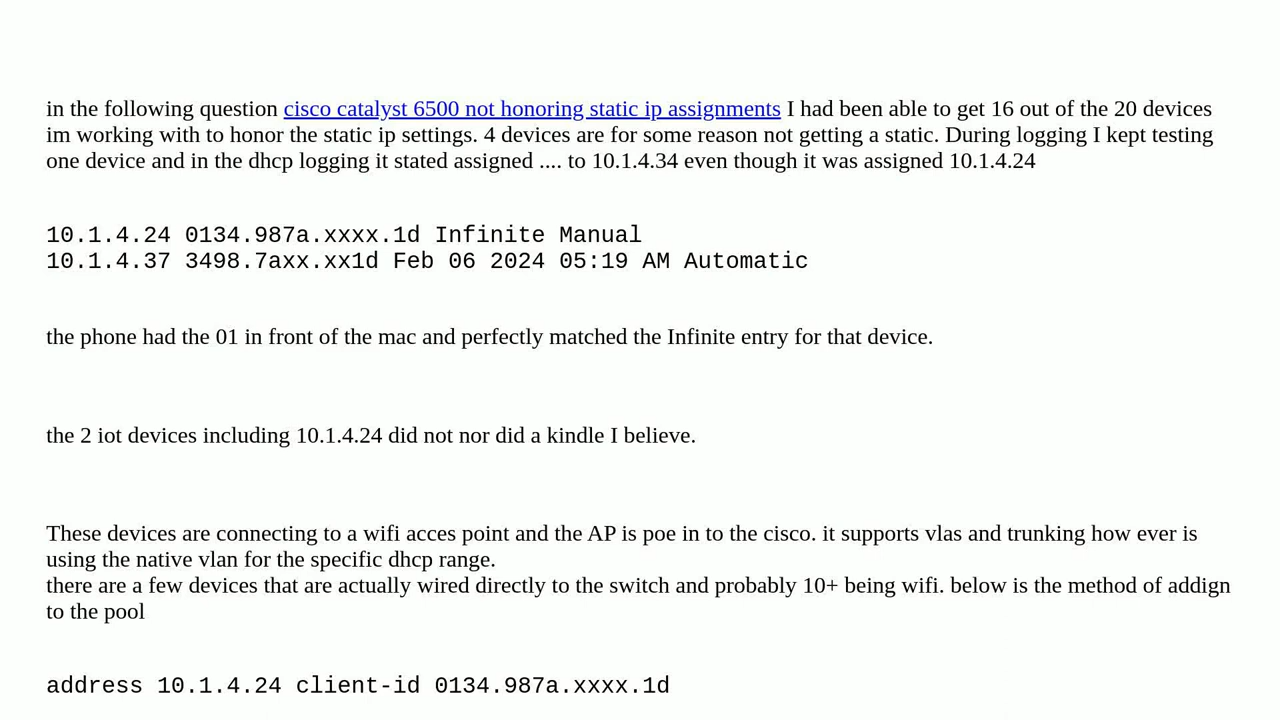 in the following question cisco catalyst 6500 not honoring static ip assignments I had been able to get 16 out of the 20 devices
im working with to honor the static ip settings. 4 devices are for some reason not getting a static. During logging I kept testing
one device and in the dhcp logging it stated assigned .... to 10.1.4.34 even though it was assigned 10.1.4.24
10.1.4.24 0134.987a.xxxx.1d Infinite Manual
10.1.4.37 3498.7axx.xx1d Feb 06 2024 05:19 AM Automatic
the phone had the 01 in front of the mac and perfectly matched the Infinite entry for that device.
the 2 iot devices including 10.1.4.24 did not nor did a kindle I believe.
These devices are connecting to a wifi acces point and the AP is poe in to the cisco. it supports vlas and trunking how ever is
using the native vlan for the specific dhcp range.
there are a few devices that are actually wired directly to the switch and probably 10+ being wifi. below is the method of addign
to the pool
address 10.1.4.24 client-id 0134.987a.xxxx.1d